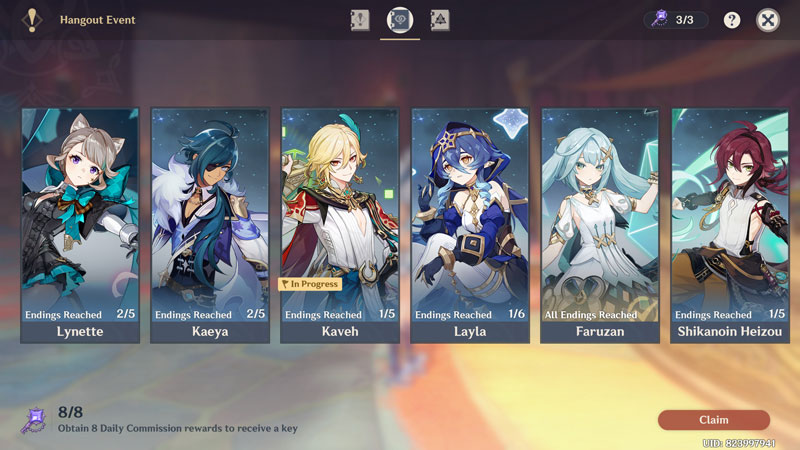 Hangout Event
3/3
?
In Progress
Endings Reached 2/5
Lynette
Endings Reached 2/5
Kaeya
Endings Reached 1/5
Kaveh
Endings Reached 1/6
Layla
All Endings Reached
Faruzan
Endings Reached 1/5
Shikanoin Heizou
8/8
Obtain 8 Daily Commission rewards to receive a key
Claim
UID: 823997941